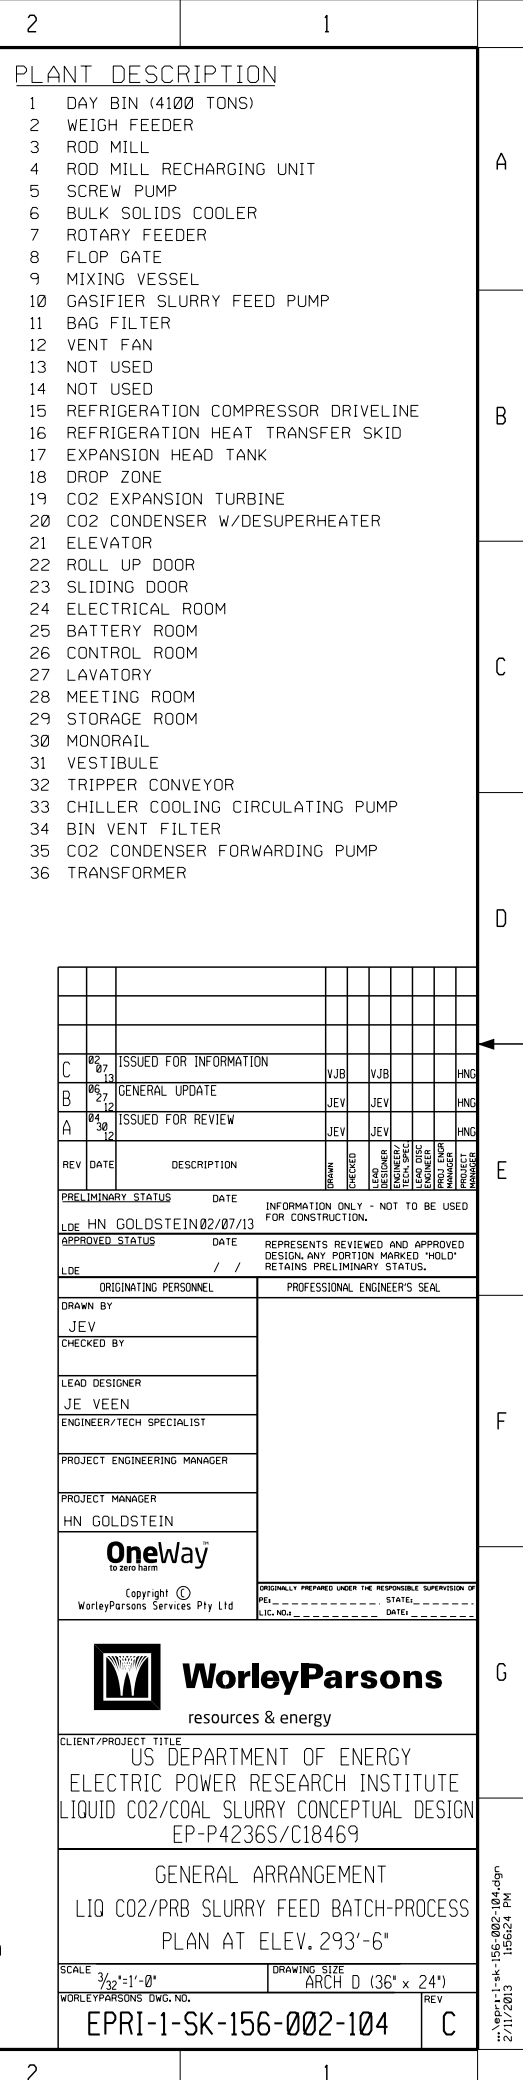 2 1
PLANT DESCRIPTION
1 DAY BIN (4100 TONS)
2 WEIGH FEEDER
3 ROD MILL
4 ROD MILL RECHARGING UNIT
5 SCREW PUMP
6 BULK SOLIDS COOLER
7 ROTARY FEEDER
8 FLOP GATE
9 MIXING VESSEL
10 GASIFIER SLURRY FEED PUMP
11 BAG FILTER
12 VENT FAN
13 NOT USED
14 NOT USED
15 REFRIGERATION COMPRESSOR DRIVELINE
16 REFRIGERATION HEAT TRANSFER SKID
17 EXPANSION HEAD TANK
18 DROP ZONE
19 CO2 EXPANSION TURBINE
20 CO2 CONDENSER W/DESUPERHEATER
21 ELEVATOR
22 ROLL UP DOOR
23 SLIDING DOOR
24 ELECTRICAL ROOM
25 BATTERY ROOM
26 CONTROL ROOM
27 LAVATORY
28 MEETING ROOM
29 STORAGE ROOM
30 MONORAIL
31 VESTIBULE
32 TRIPPER CONVEYOR
33 CHILLER COOLING CIRCULATING PUMP
34 BIN VENT FILTER
35 CO2 CONDENSER FORWARDING PUMP
36 TRANSFORMER
A
B
C
D
E
F
G
C 02 07 13 ISSUED FOR INFORMATION VJB VJB HNG
B 06 27 12 GENERAL UPDATE JEV JEV HNG
A 04 30 12 ISSUED FOR REVIEW JEV JEV HNG
REV DATE DESCRIPTION
DRAWN
CHECKED
LEAD DESIGNER
ENGINEER/ TECH. SPEC.
LEAD DISC ENGINEER
PROJ ENGR MANAGER
PROJECT MANAGER
PRELIMINARY STATUS DATE
LDE HN GOLDSTEIN 02/07/13
INFORMATION ONLY - NOT TO BE USED
FOR CONSTRUCTION.
APPROVED STATUS DATE
LDE / /
REPRESENTS REVIEWED AND APPROVED
DESIGN. ANY PORTION MARKED "HOLD"
RETAINS PRELIMINARY STATUS.
ORIGINATING PERSONNEL PROFESSIONAL ENGINEER'S SEAL
DRAWN BY
JEV
CHECKED BY
LEAD DESIGNER
JE VEEN
ENGINEER/TECH SPECIALIST
PROJECT ENGINEERING MANAGER
PROJECT MANAGER
HN GOLDSTEIN
OneWay™
to zero harm
Copyright ©
WorleyParsons Services Pty Ltd
ORIGINALLY PREPARED UNDER THE RESPONSIBLE SUPERVISION OF
PE: STATE:
LIC. NO.: DATE:
WorleyParsons
resources & energy
CLIENT/PROJECT TITLE
US DEPARTMENT OF ENERGY
ELECTRIC POWER RESEARCH INSTITUTE
LIQUID CO2/COAL SLURRY CONCEPTUAL DESIGN
EP-P4236S/C18469
GENERAL ARRANGEMENT
LIQ CO2/PRB SLURRY FEED BATCH-PROCESS
PLAN AT ELEV. 293'-6"
SCALE 3/32"=1'-0"
DRAWING SIZE ARCH D (36" x 24")
WORLEYPARSONS DWG. NO. REV
EPRI-1-SK-156-002-104 C
...\epri-1-sk-156-002-104.dgn
2/11/2013 1:56:24 PM
2 1